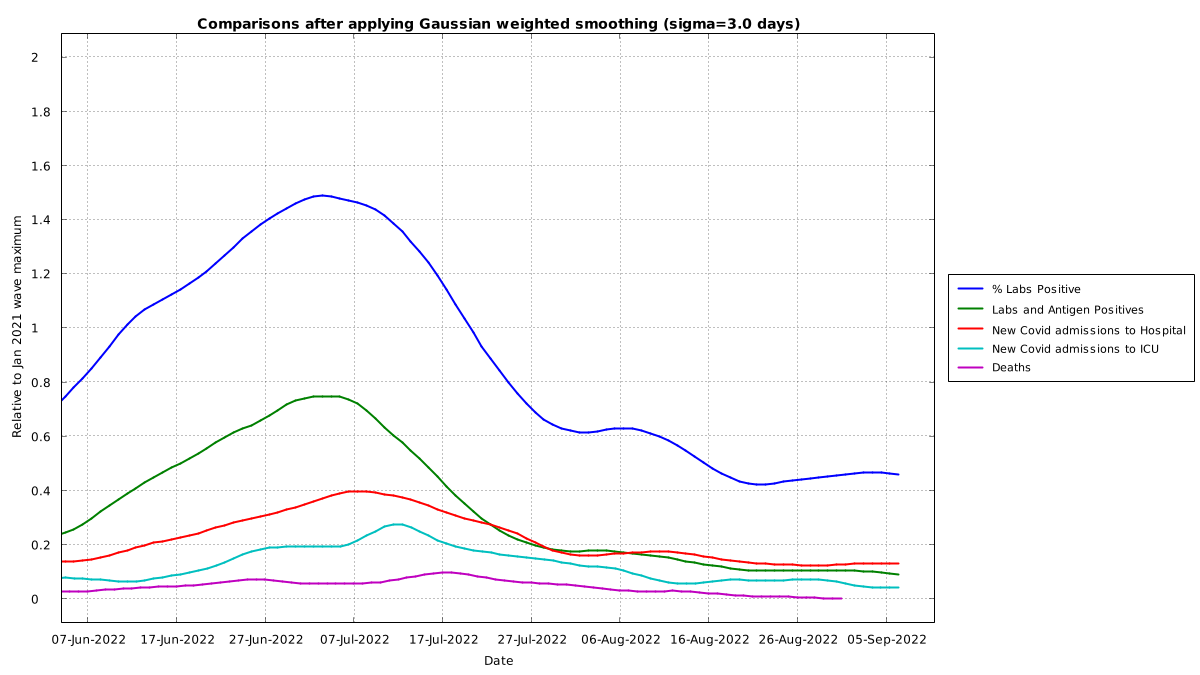 Comparisons after applying Gaussian weighted smoothing (sigma=3.0 days)
Relative to Jan 2021 wave maximum
2
1.8
1.6
1.4
1.2
1
0.8
0.6
0.4
0.2
0
07-Jun-2022 17-Jun-2022 27-Jun-2022 07-Jul-2022 17-Jul-2022 27-Jul-2022 06-Aug-2022 16-Aug-2022 26-Aug-2022 05-Sep-2022
Date
% Labs Positive
Labs and Antigen Positives
New Covid admissions to Hospital
New Covid admissions to ICU
Deaths